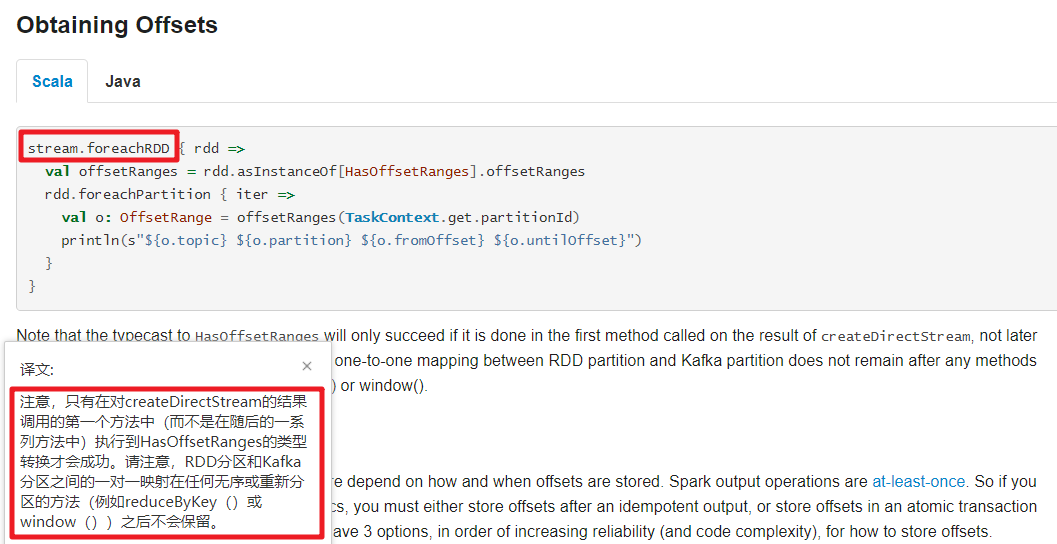 Obtaining Offsets
Scala Java
stream.foreachRDD { rdd =>
val offsetRanges = rdd.asInstanceOf[HasOffsetRanges].offsetRanges
rdd.foreachPartition { iter =>
val o: OffsetRange = offsetRanges(TaskContext.get.partitionId)
println(s"${o.topic} ${o.partition} ${o.fromOffset} ${o.untilOffset}")
}
}
Note that the typecast to HasOffsetRanges will only succeed if it is done in the first method called on the result of createDirectStream, not later
one-to-one mapping between RDD partition and Kafka partition does not remain after any methods
) or window().
译文:
×
注意，只有在对createDirectStream的结果
调用的第一个方法中（而不是在随后的一系
列方法中）执行到HasOffsetRanges的类型
转换才会成功。请注意，RDD分区和Kafka
分区之间的一对一映射在任何无序或重新分
区的方法（例如reduceByKey（）或
window（））之后不会保留。
re depend on how and when offsets are stored. Spark output operations are at-least-once. So if you
cs, you must either store offsets after an idempotent output, or store offsets in an atomic transaction
ave 3 options, in order of increasing reliability (and code complexity), for how to store offsets.